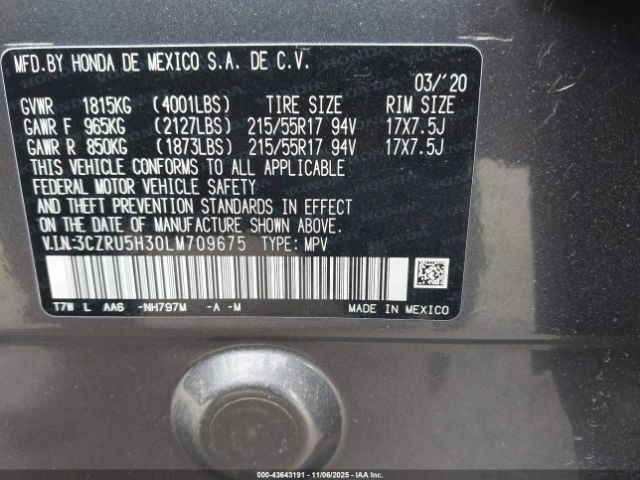 MFD.BY HONDA DE MEXICO S.A. DE C.V.
03/'20
GVWR 1815KG (4001LBS) TIRE SIZE RIM SIZE
GAWR F 965KG (2127LBS) 215/55R17 94V 17X7.5J
GAWR R 850KG (1873LBS) 215/55R17 94V 17X7.5J
THIS VEHICLE CONFORMS TO ALL APPLICABLE
FEDERAL MOTOR VEHICLE SAFETY
AND THEFT PREVENTION STANDARDS IN EFFECT
ON THE DATE OF MANUFACTURE SHOWN ABOVE.
V.I.N:3CZRU5H30LM709675 TYPE: MPV
T7W L AA6 -NH797M -A -M
MADE IN MEXICO
000-43643191 - 11/06/2025 - IAA Inc.